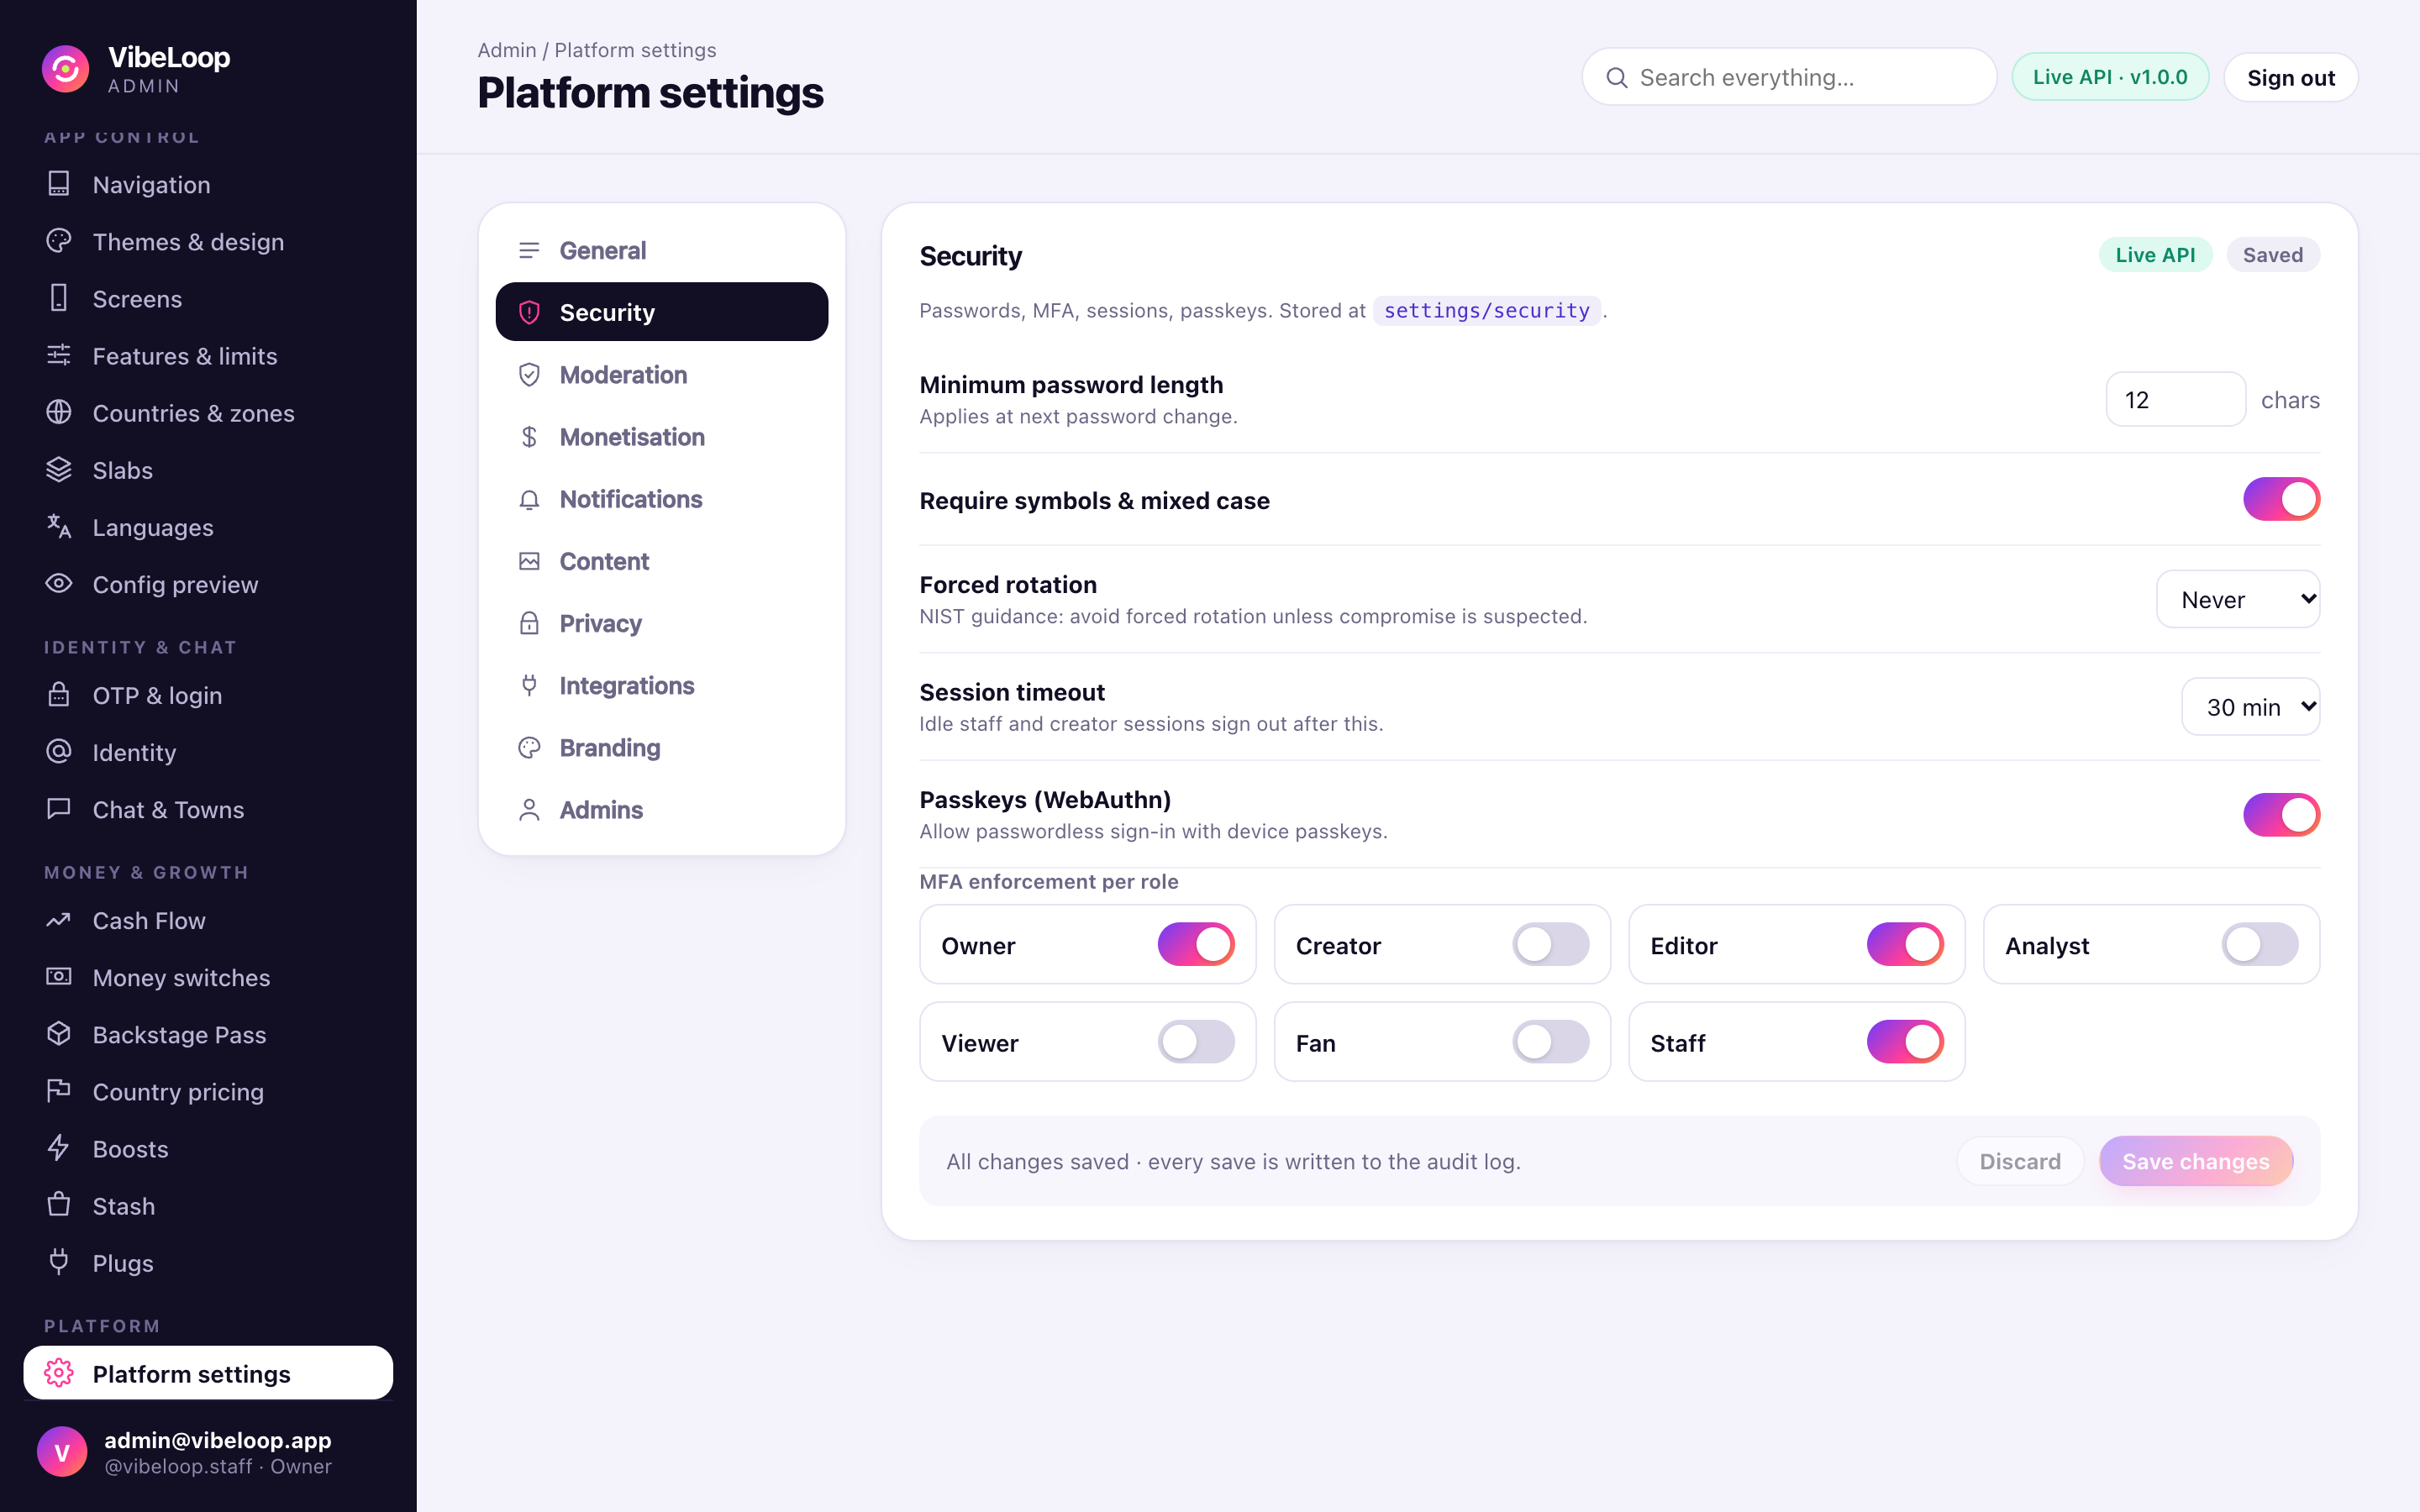 VibeLoop
ADMIN
APP CONTROL
Navigation
Themes & design
Screens
Features & limits
Countries & zones
Slabs
Languages
Config preview
IDENTITY & CHAT
OTP & login
Identity
Chat & Towns
MONEY & GROWTH
Cash Flow
Money switches
Backstage Pass
Country pricing
Boosts
Stash
Plugs
PLATFORM
Platform settings
V
admin@vibeloop.app
@vibeloop.staff · Owner
Admin / Platform settings
Platform settings
Search everything...
Live API · v1.0.0
Sign out
General
Security
Moderation
Monetisation
Notifications
Content
Privacy
Integrations
Branding
Admins
Security
Live API
Saved
Passwords, MFA, sessions, passkeys. Stored at settings/security.
Minimum password length
Applies at next password change.
12 chars
Require symbols & mixed case
Forced rotation
NIST guidance: avoid forced rotation unless compromise is suspected.
Never
Session timeout
Idle staff and creator sessions sign out after this.
30 min
Passkeys (WebAuthn)
Allow passwordless sign-in with device passkeys.
MFA enforcement per role
Owner
Creator
Editor
Analyst
Viewer
Fan
Staff
All changes saved · every save is written to the audit log.
Discard
Save changes